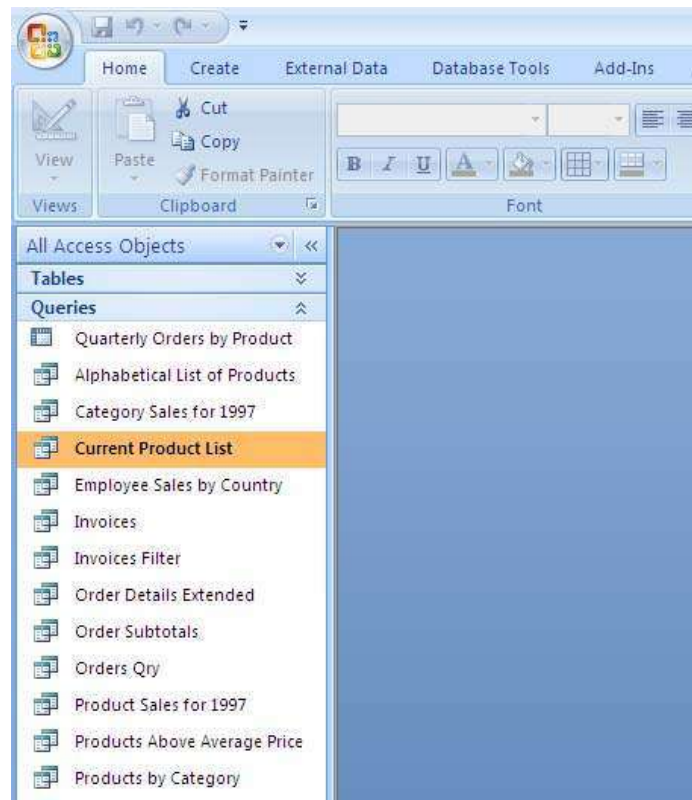 Home Create External Data Database Tools Add-Ins
Cut
Copy
View Paste Format Painter
B I U A
Views Clipboard Font
All Access Objects
Tables
Queries
Quarterly Orders by Product
Alphabetical List of Products
Category Sales for 1997
Current Product List
Employee Sales by Country
Invoices
Invoices Filter
Order Details Extended
Order Subtotals
Orders Qry
Product Sales for 1997
Products Above Average Price
Products by Category